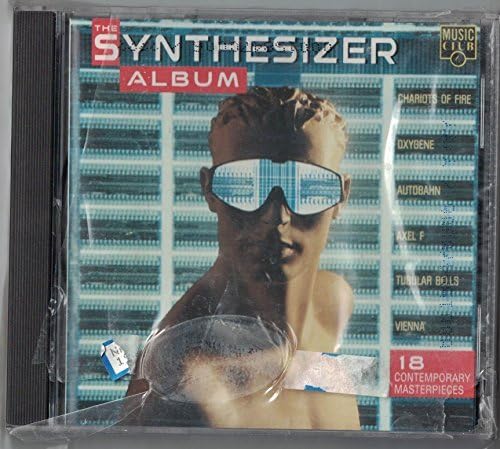 THE
SYNTHESIZER
ALBUM
MUSIC
CLUB
CHARIOTS OF FIRE
OXYGENE
AUTOBAHN
AXEL F
TUBULAR BELLS
VIENNA
18
CONTEMPORARY
MASTERPIECES